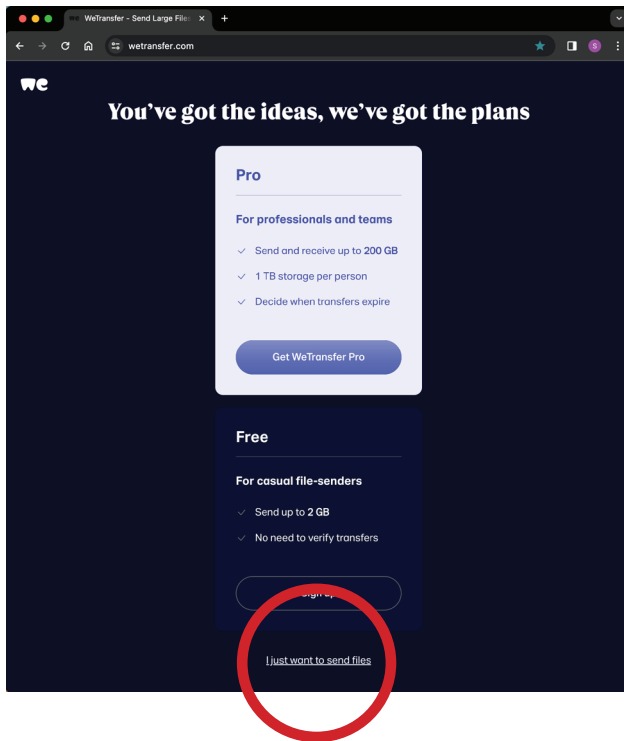 WeTransfer - Send Large Files
wetransfer.com
S
we
You've got the ideas, we've got the plans
Pro
For professionals and teams
Send and receive up to 200 GB
1 TB storage per person
Decide when transfers expire
Get WeTransfer Pro
Free
For casual file-senders
Send up to 2 GB
No need to verify transfers
I just want to send files